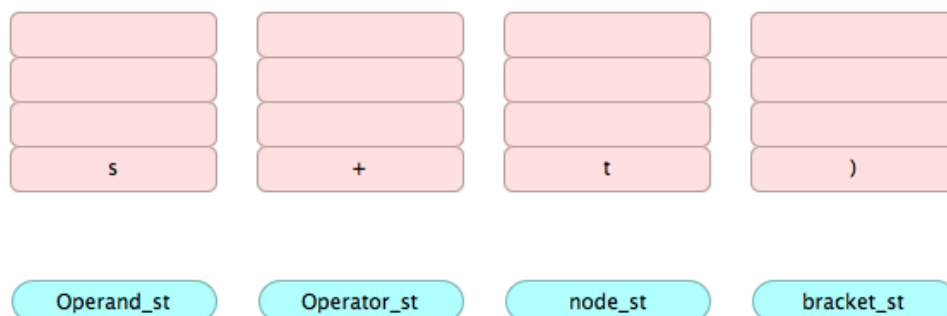 s + t )
Operand_st Operator_st node_st bracket_st